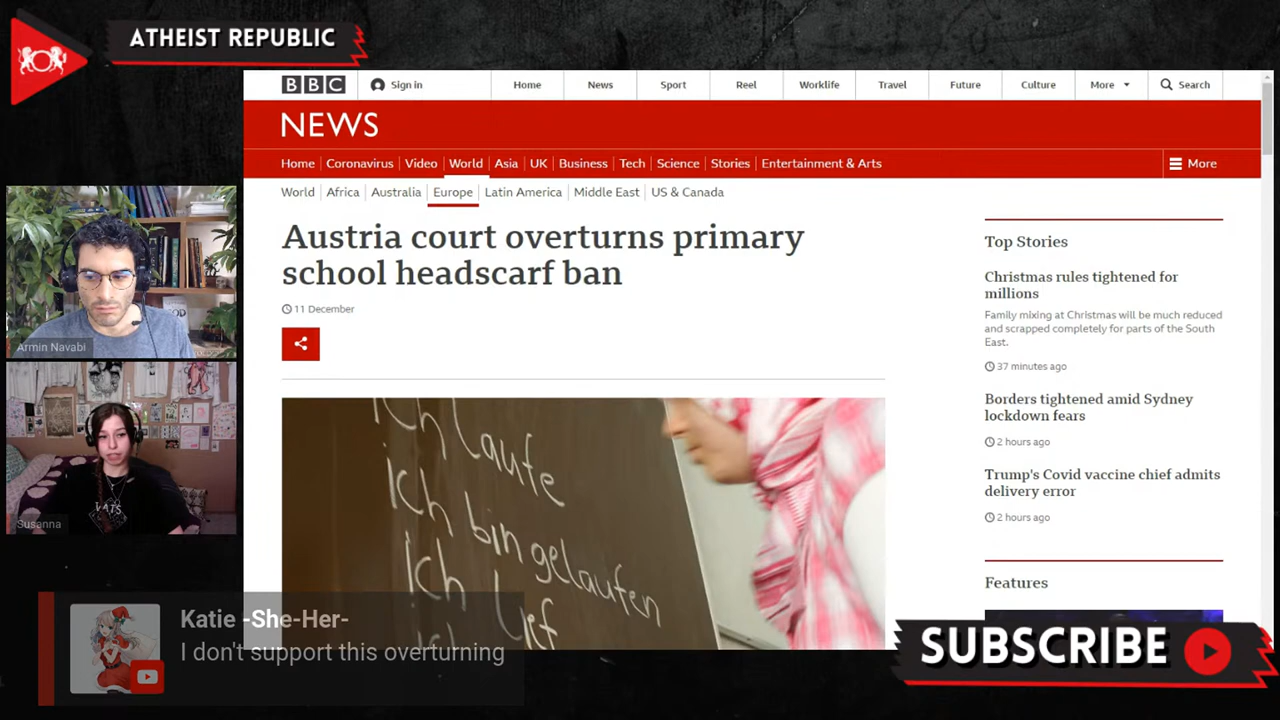 ATHEIST REPUBLIC
BBC
Sign in
Home
News
Sport
Reel
Worklife
Travel
Future
Culture
More
Search
NEWS
Home
Coronavirus
Video
World
Asia
UK
Business
Tech
Science
Stories
Entertainment & Arts
More
World
Africa
Australia
Europe
Latin America
Middle East
US & Canada
Austria court overturns primary
school headscarf ban
11 December
Top Stories
Christmas rules tightened for
millions
Family mixing at Christmas will be much reduced
and scrapped completely for parts of the South
East.
37 minutes ago
Borders tightened amid Sydney
lockdown fears
2 hours ago
Trump's Covid vaccine chief admits
delivery error
2 hours ago
Features
Armin Navabi
Susanna
ich laufe
ich bin gelaufen
ich lief
Katie -She-Her-
I don't support this overturning
SUBSCRIBE